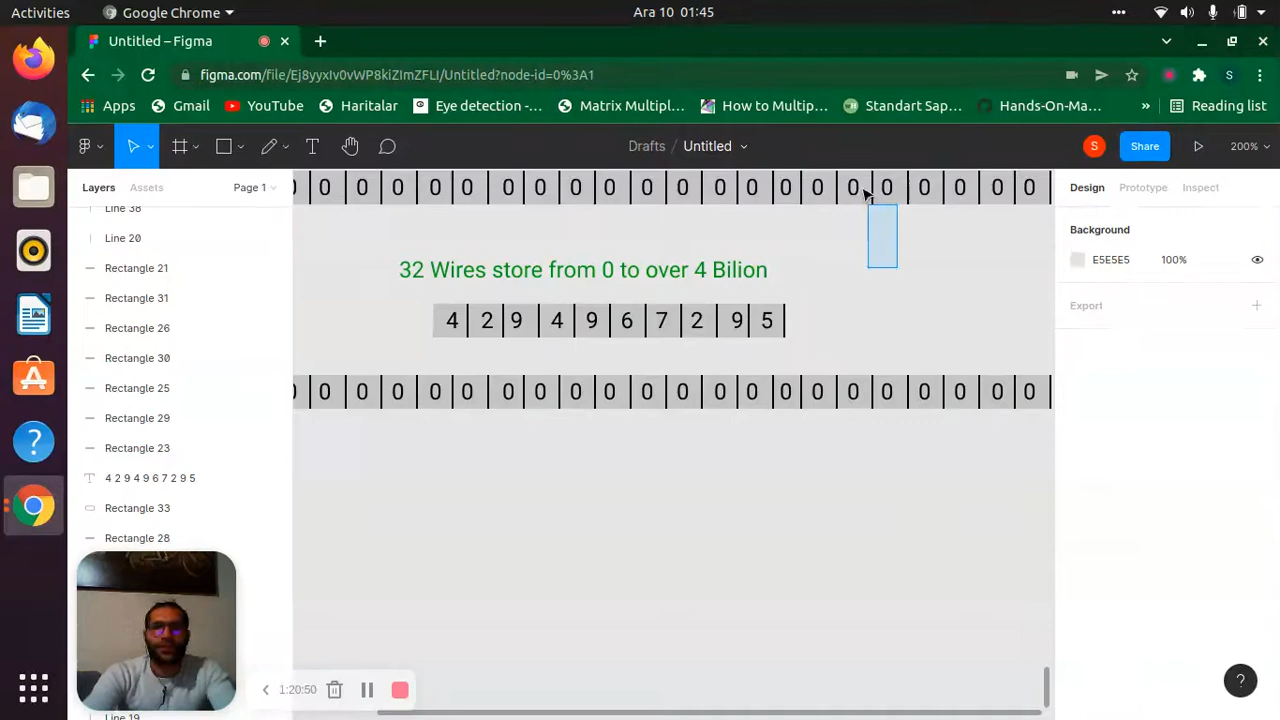 Activities Google Chrome Ara 10 01:45
Untitled – Figma
figma.com/file/Ej8yyxIv0vWP8kiZImZFLI/Untitled?node-id=0%3A1
Apps Gmail YouTube Haritalar Eye detection -... Matrix Multipl... How to Multip... Standart Sap... Hands-On-Ma... » Reading list
Drafts / Untitled S Share 200%
Layers Assets Page 1 Design Prototype Inspect
0 0 0 0 0 0 0 0 0 0 0 0 0 0 0 0 0 0 0 0 0
Line 38
Line 20
Rectangle 21
Rectangle 31
Rectangle 26
Rectangle 30
Rectangle 25
Rectangle 29
Rectangle 23
4 2 9 4 9 6 7 2 9 5
Rectangle 33
Rectangle 28
Line 19
32 Wires store from 0 to over 4 Bilion
4 2 9 4 9 6 7 2 9 5
0 0 0 0 0 0 0 0 0 0 0 0 0 0 0 0 0 0 0 0 0
Background
E5E5E5 100%
Export
1:20:50
?